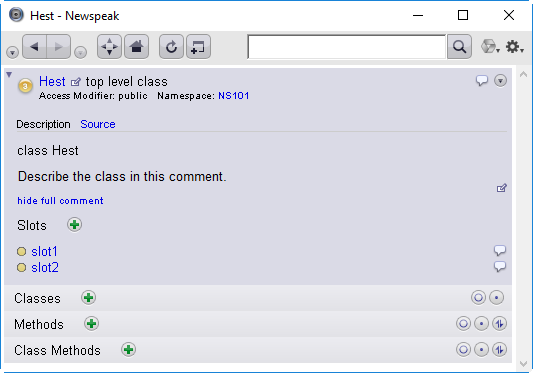 Hest - Newspeak
3 Hest top level class
Access Modifier: public Namespace: NS101
Description Source
class Hest
Describe the class in this comment.
hide full comment
Slots
slot1
slot2
Classes
Methods
Class Methods